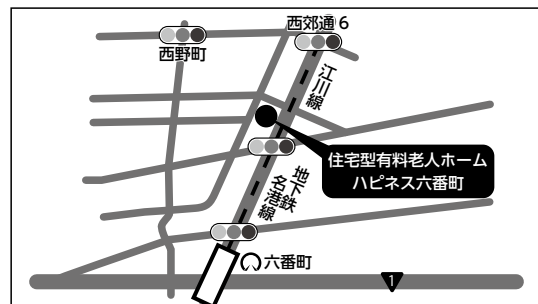 西郊通6
西野町
江川線
住宅型有料老人ホーム
ハピネス六番町
地下鉄
名港線
六番町
1